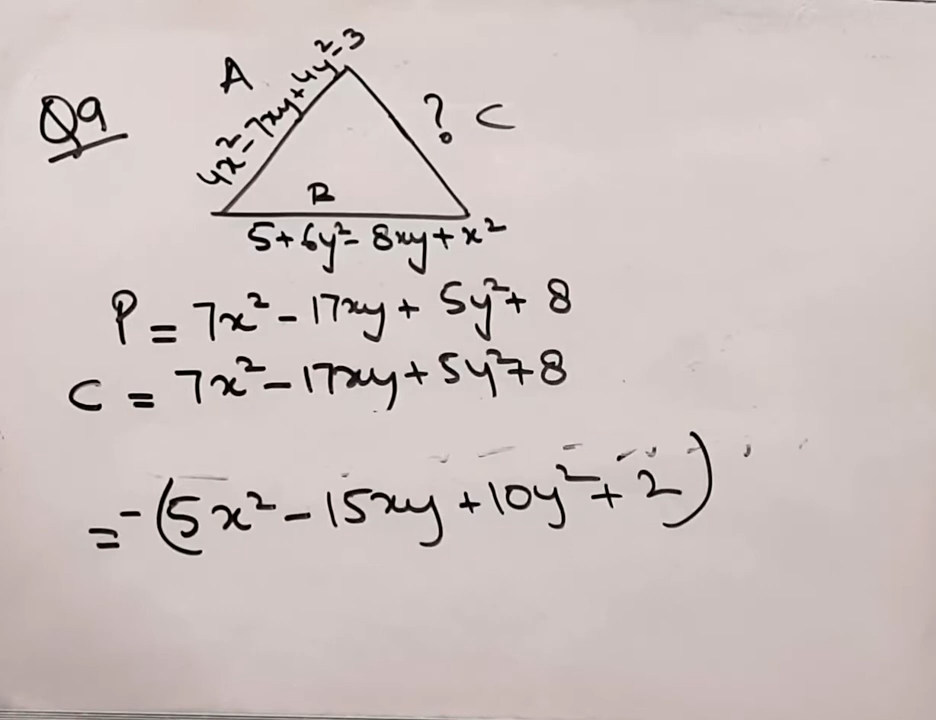 Q9
A
4x²-7xy+4y²-3
? C
B
5+6y²-8xy+x²
P = 7x²-17xy+5y²+8
C = 7x²-17xy+5y²+8
=-(5x²-15xy+10y²+2)